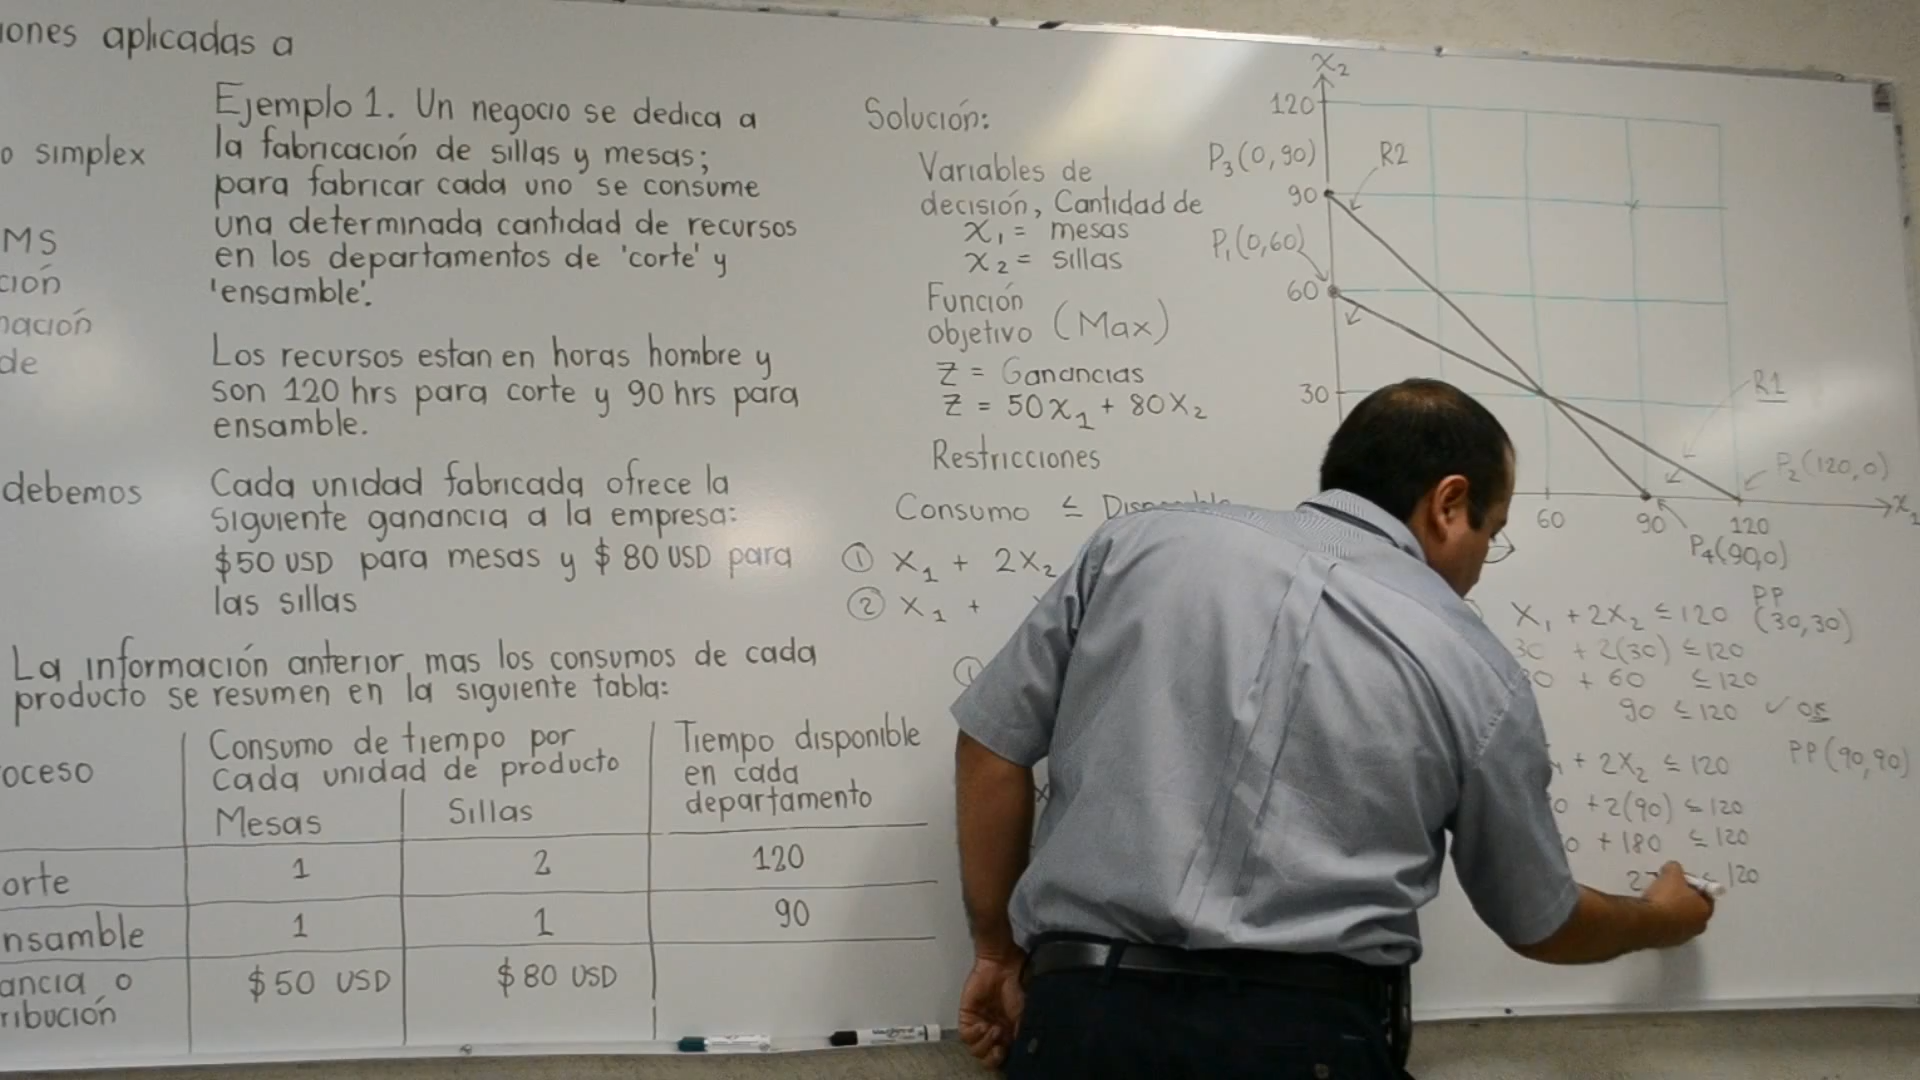 iones aplicadas a
o simplex
MS
ción
nación
de
debemos
Ejemplo 1. Un negocio se dedica a
la fabricación de sillas y mesas;
para fabricar cada uno se consume
una determinada cantidad de recursos
en los departamentos de 'corte' y
'ensamble'.
Los recursos estan en horas hombre y
son 120 hrs para corte y 90 hrs para
ensamble.
Cada unidad fabricada ofrece la
siguiente ganancia a la empresa:
$50 USD para mesas y $80 USD para
las sillas
La información anterior mas los consumos de cada
producto se resumen en la siguiente tabla:
oceso
Consumo de tiempo por
cada unidad de producto
Tiempo disponible
en cada
departamento
Mesas Sillas
orte 1 2 120
nsamble 1 1 90
ancia o
ribución
$50 USD $80 USD
Solución:
Variables de
decisión, Cantidad de
x₁ = mesas
x₂ = sillas
Función
objetivo (Max)
Z = Ganancias
Z = 50x₁ + 80x₂
Restricciones
Consumo ≤
① x₁ + 2x₂
② x₁ +
x₂
120
P₃(0,90) R2
90
P₁(0,60)
60
30
R1
P₂(120,0)
60 90 120 x₁
P₄(90,0)
x₁ + 2x₂ ≤ 120 PP
(30,30)
30 + 2(30) ≤ 120
30 + 60 ≤ 120
90 ≤ 120 ✓ OK
+ 2x₂ ≤ 120 PP(90,90)
0 + 2(90) ≤ 120
0 + 180 ≤ 120
≤ 120